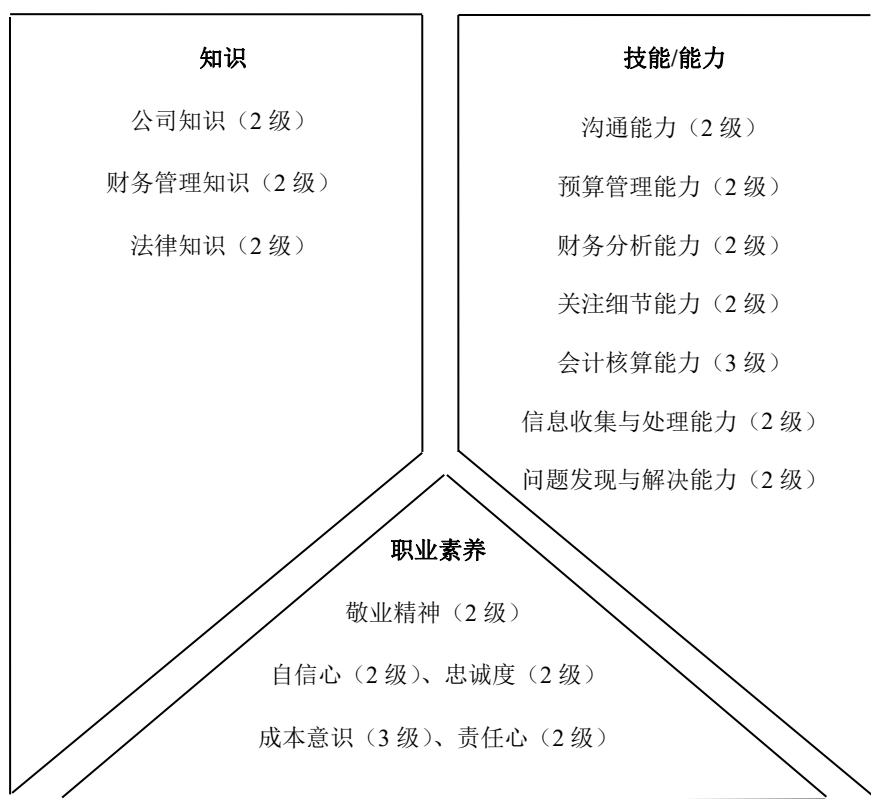 知识
公司知识（2 级）
财务管理知识（2 级）
法律知识（2 级）
技能/能力
沟通能力（2 级）
预算管理能力（2 级）
财务分析能力（2 级）
关注细节能力（2 级）
会计核算能力（3 级）
信息收集与处理能力（2 级）
问题发现与解决能力（2 级）
职业素养
敬业精神（2 级）
自信心（2 级）、忠诚度（2 级）
成本意识（3 级）、责任心（2 级）